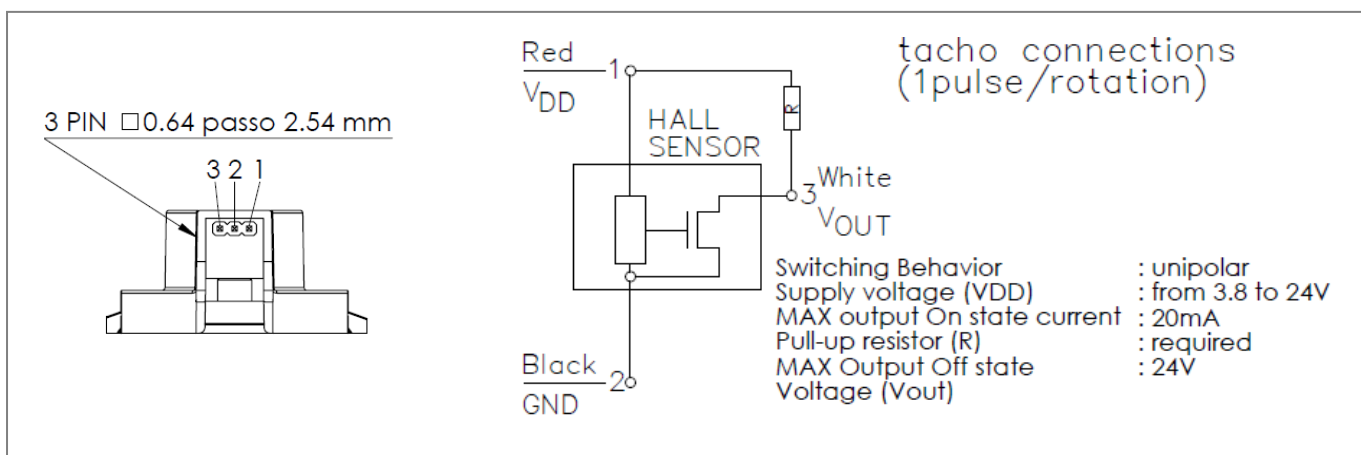 3 PIN □0.64 passo 2.54 mm
3 2 1
Red
1
VDD
HALL
SENSOR
R
3
White
VOUT
Black
2
GND
tacho connections
(1pulse/rotation)
Switching Behavior : unipolar
Supply voltage (VDD) : from 3.8 to 24V
MAX output On state current : 20mA
Pull-up resistor (R) : required
MAX Output Off state : 24V
Voltage (Vout)